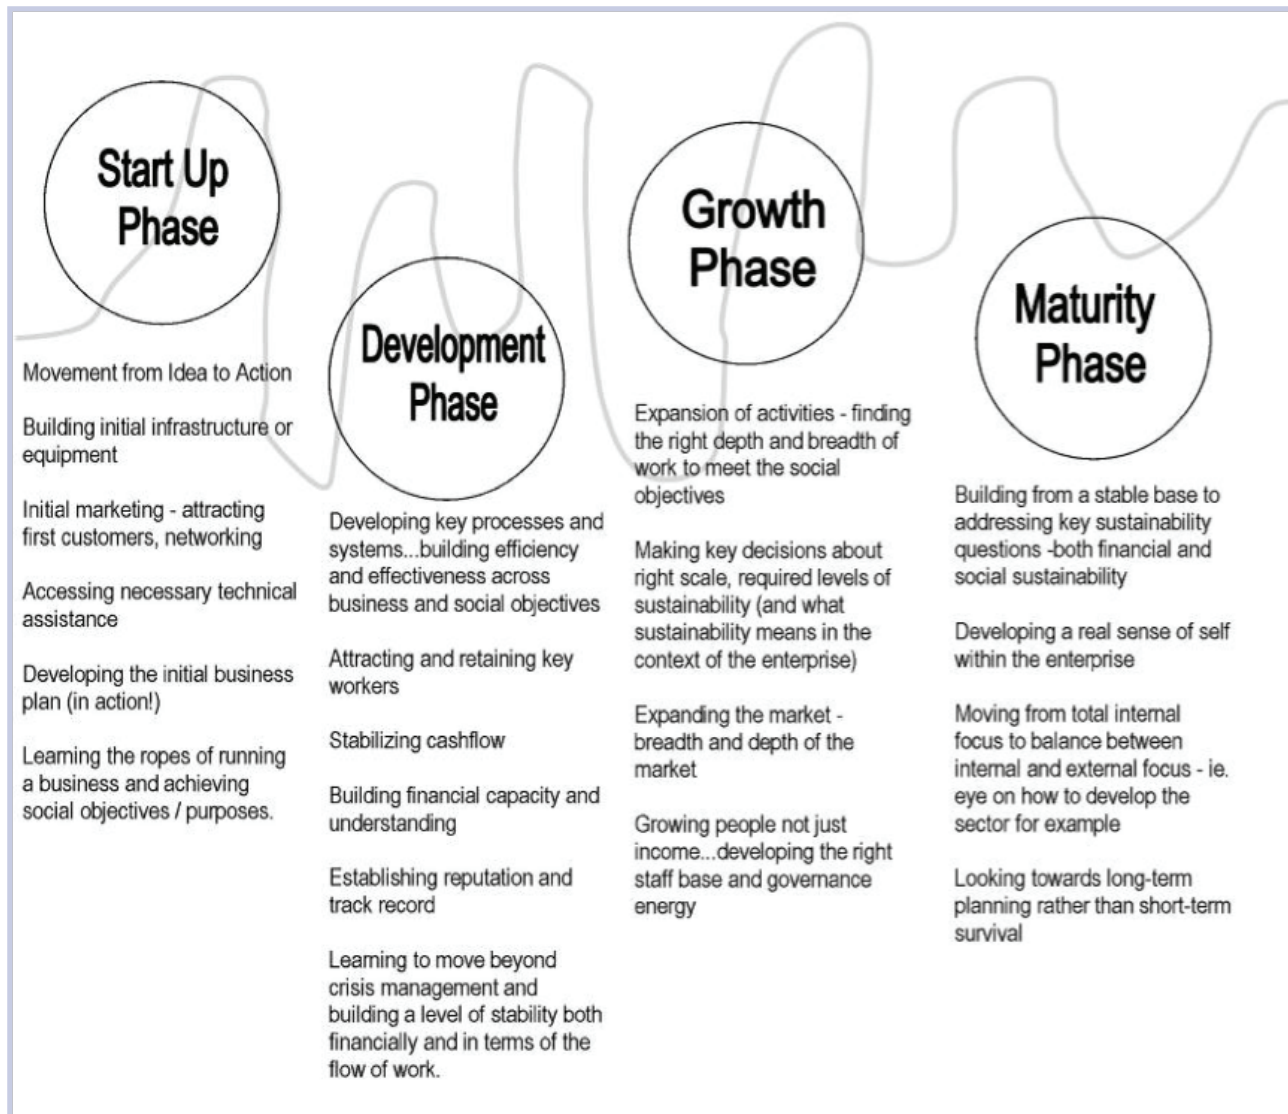 Start Up
Phase
Movement from Idea to Action
Building initial infrastructure or
equipment
Initial marketing - attracting
first customers, networking
Accessing necessary technical
assistance
Developing the initial business
plan (in action!)
Learning the ropes of running
a business and achieving
social objectives / purposes.
Development
Phase
Developing key processes and
systems...building efficiency
and effectiveness across
business and social objectives
Attracting and retaining key
workers
Stabilizing cashflow
Building financial capacity and
understanding
Establishing reputation and
track record
Learning to move beyond
crisis management and
building a level of stability both
financially and in terms of the
flow of work.
Growth
Phase
Expansion of activities - finding
the right depth and breadth of
work to meet the social
objectives
Making key decisions about
right scale, required levels of
sustainability (and what
sustainability means in the
context of the enterprise)
Expanding the market -
breadth and depth of the
market
Growing people not just
income...developing the right
staff base and governance
energy
Maturity
Phase
Building from a stable base to
addressing key sustainability
questions -both financial and
social sustainability
Developing a real sense of self
within the enterprise
Moving from total internal
focus to balance between
internal and external focus - ie.
eye on how to develop the
sector for example
Looking towards long-term
planning rather than short-term
survival